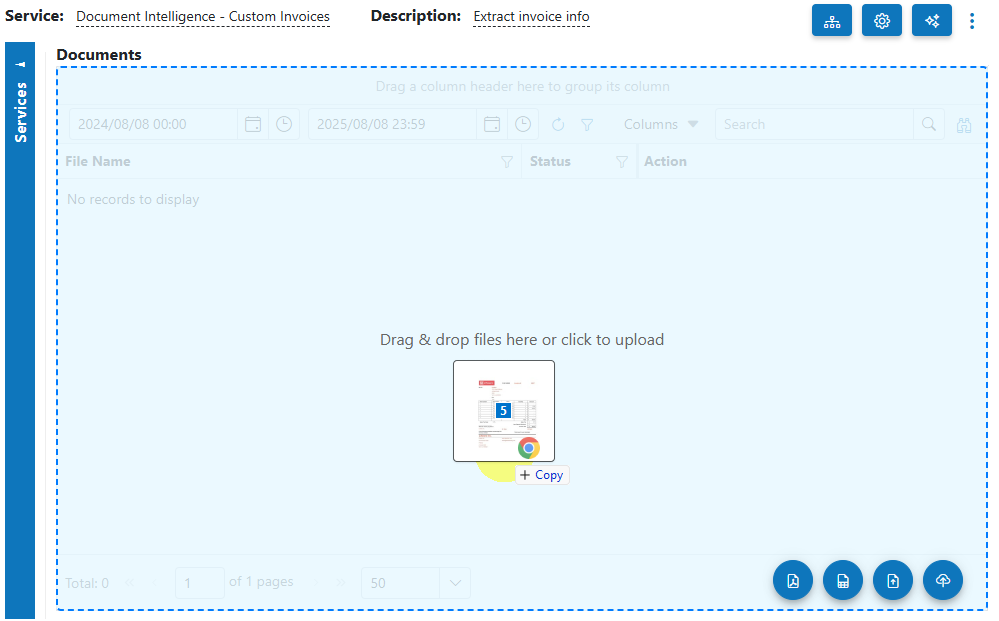 Service: Document Intelligence - Custom Invoices Description: Extract invoice info
Services
Documents
Drag a column header here to group its column
2024/08/08 00:00 2025/08/08 23:59 Columns Search
File Name Status Action
No records to display
Drag & drop files here or click to upload
5
+ Copy
Total: 0 1 of 1 pages 50